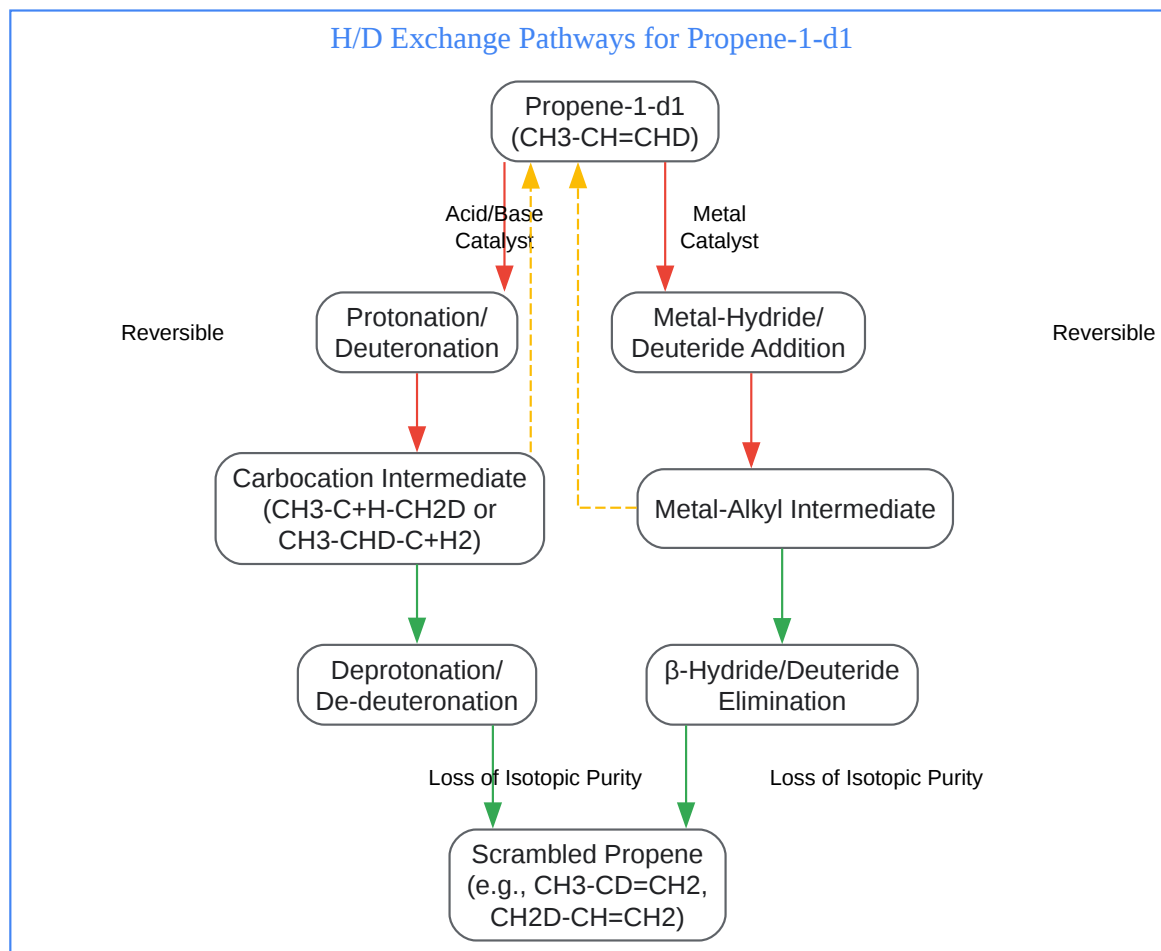 H/D Exchange Pathways for Propene-1-d1
Propene-1-d1
(CH3-CH=CHD)
Acid/Base
Catalyst
Metal
Catalyst
Reversible
Protonation/
Deuteronation
Metal-Hydride/
Deuteride Addition
Reversible
Carbocation Intermediate
(CH3-C+H-CH2D or
CH3-CHD-C+H2)
Metal-Alkyl Intermediate
Deprotonation/
De-deuteronation
β-Hydride/Deuteride
Elimination
Loss of Isotopic Purity
Loss of Isotopic Purity
Scrambled Propene
(e.g., CH3-CD=CH2,
CH2D-CH=CH2)